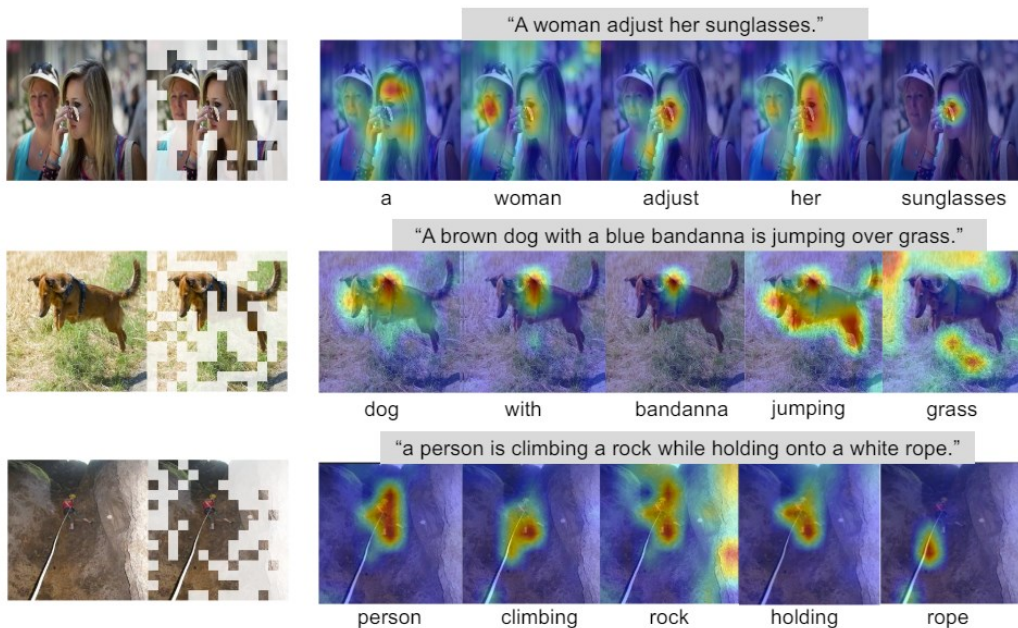 “A woman adjust her sunglasses.”
a woman adjust her sunglasses
“A brown dog with a blue bandanna is jumping over grass.”
dog with bandanna jumping grass
“a person is climbing a rock while holding onto a white rope.”
person climbing rock holding rope